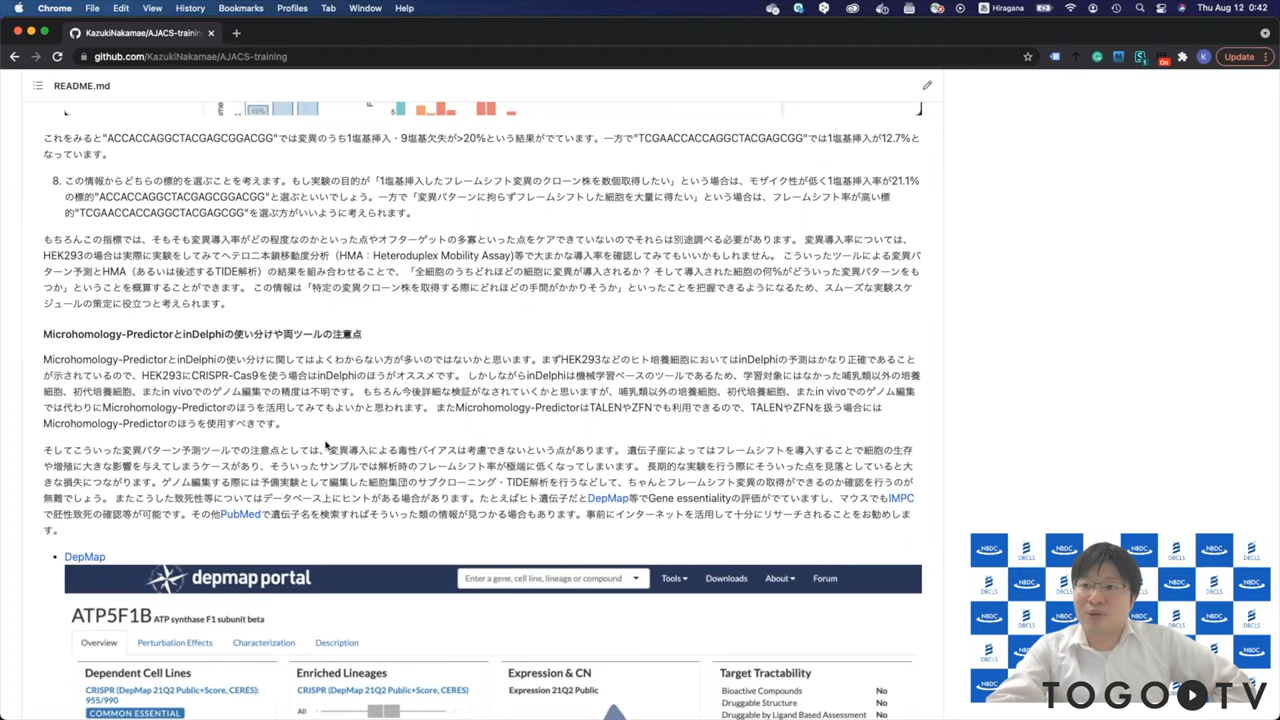 Chrome File Edit View History Bookmarks Profiles Tab Window Help
Hiragana
Thu Aug 12 0:42
KazukiNakamae/AJACS-trainin
github.com/KazukiNakamae/AJACS-training
Update
README.md
15%
5
これをみると"ACCACCAGGCTACGAGCGGACGG"では変異のうち1塩基挿入・9塩基欠失が>20%という結果がでています。一方で"TCGAACCACCAGGCTACGAGCGG"では1塩基挿入が12.7%と
なっています。
8. この情報からどちらの標的を選ぶことを考えます。もし実験の目的が「1塩基挿入したフレームシフト変異のクローン株を数個取得したい」という場合は、モザイク性が低く1塩基挿入率が21.1%
の標的"ACCACCAGGCTACGAGCGGACGG"と選ぶといいでしょう。一方で「変異パターンに拘らずフレームシフトした細胞を大量に得たい」という場合は、フレームシフト率が高い標
的"TCGAACCACCAGGCTACGAGCGG"を選ぶ方がいいように考えられます。
もちろんこの指標では、そもそも変異導入率がどの程度なのかといった点やオフターゲットの多寡といった点をケアできていないのでそれらは別途調べる必要があります。 変異導入率については、
HEK293の場合は実際に実験をしてみてヘテロ二本鎖移動度分析（HMA：Heteroduplex Mobility Assay)等で大まかな導入率を確認してみてもいいかもしれません。 こういったツールによる変異パ
ターン予測とHMA（あるいは後述するTIDE解析）の結果を組み合わせることで、「全細胞のうちどれほどの細胞に変異が導入されるか？ そして導入された細胞の何%がどういった変異パターンをも
つか」ということを概算することができます。 この情報は「特定の変異クローン株を取得する際にどれほどの手間がかかりそうか」といったことを把握できるようになるため、スムーズな実験スケ
ジュールの策定に役立つと考えられます。
Microhomology-PredictorとinDelphiの使い分けや両ツールの注意点
Microhomology-PredictorとinDelphiの使い分けに関してはよくわからない方が多いのではないかと思います。まずHEK293などのヒト培養細胞においてはinDelphiの予測はかなり正確であること
が示されているので、HEK293にCRISPR-Cas9を使う場合はinDelphiのほうがオススメです。 しかしながらinDelphiは機械学習ベースのツールであるため、学習対象にはなかった哺乳類以外の培養
細胞、初代培養細胞、またin vivoでのゲノム編集での精度は不明です。 もちろん今後詳細な検証がなされていくかと思いますが、哺乳類以外の培養細胞、初代培養細胞、またin vivoでのゲノム編集
では代わりにMicrohomology-Predictorのほうを活用してみてもよいかと思われます。 またMicrohomology-PredictorはTALENやZFNでも利用できるので、TALENやZFNを扱う場合には
Microhomology-Predictorのほうを使用すべきです。
そしてこういった変異パターン予測ツールでの注意点としては、変異導入による毒性バイアスは考慮できないという点があります。 遺伝子座によってはフレームシフトを導入することで細胞の生存
や増殖に大きな影響を与えてしまうケースがあり、そういったサンプルでは解析時のフレームシフト率が極端に低くなってしまいます。 長期的な実験を行う際にそういった点を見落としていると大
きな損失につながります。ゲノム編集する際には予備実験として編集した細胞集団のサブクローニング・TIDE解析を行うなどして、ちゃんとフレームシフト変異の取得ができるのか確認を行うのが
無難でしょう。 またこうした致死性等についてはデータベース上にヒントがある場合があります。たとえばヒト遺伝子だとDepMap等でGene essentialityの評価がでていますし、マウスでもIMPC
で胚性致死の確認等が可能です。その他PubMedで遺伝子名を検索すればそういった類の情報が見つかる場合もあります。事前にインターネットを活用して十分にリサーチされることをお勧めしま
す。
DepMap
depmap portal
Enter a gene, cell line, lineage or compound
Tools Downloads About Forum
ATP5F1B ATP synthase F1 subunit beta
Overview Perturbation Effects Characterization Description
Dependent Cell Lines Enriched Lineages Expression & CN Target Tractability
CRISPR (DepMap 21Q2 Public+Score, CERES):
955/990
COMMON ESSENTIAL
CRISPR (DepMap 21Q2 Public+Score, CERES)
All
Expression 21Q2 Public
Bioactive Compounds No
Druggable Structure No
Druggable by Ligand Based Assessment No
NBDC DBCLS
TOGO TV